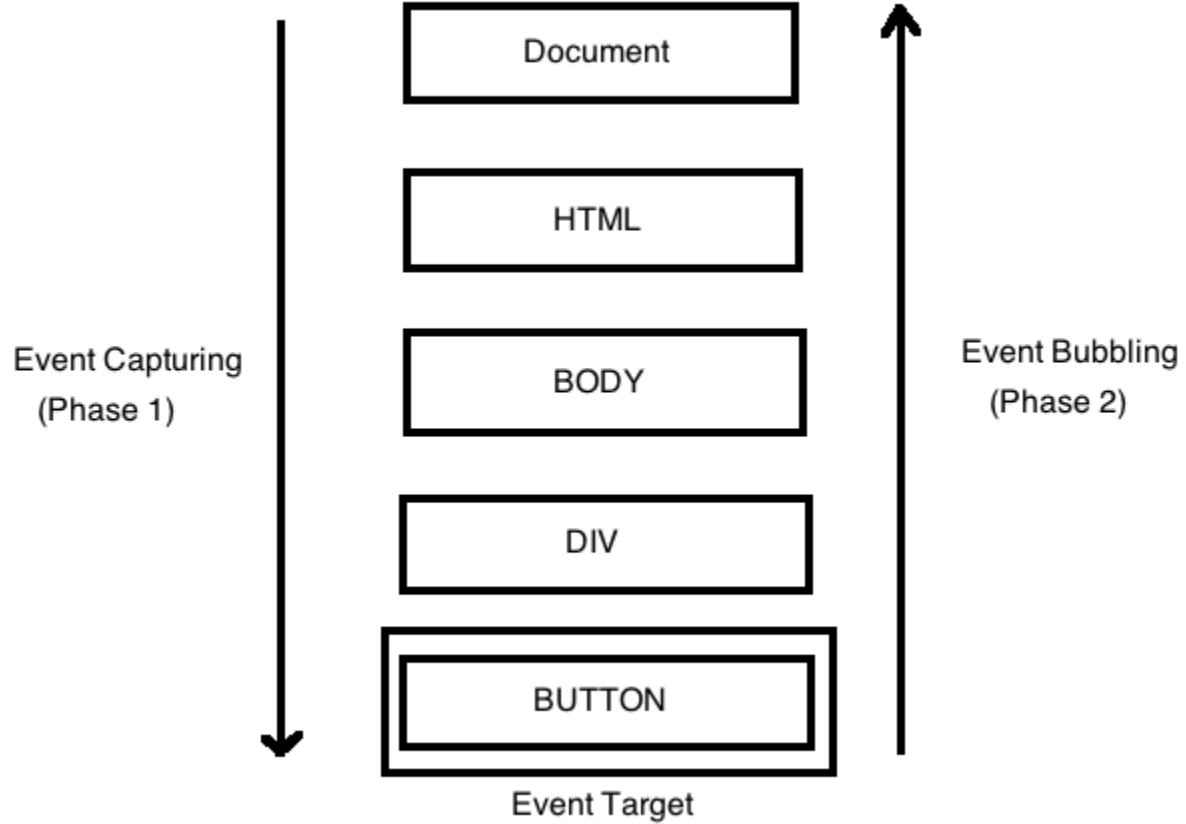 Document
HTML
Event Capturing
(Phase 1)
BODY
Event Bubbling
(Phase 2)
DIV
BUTTON
Event Target